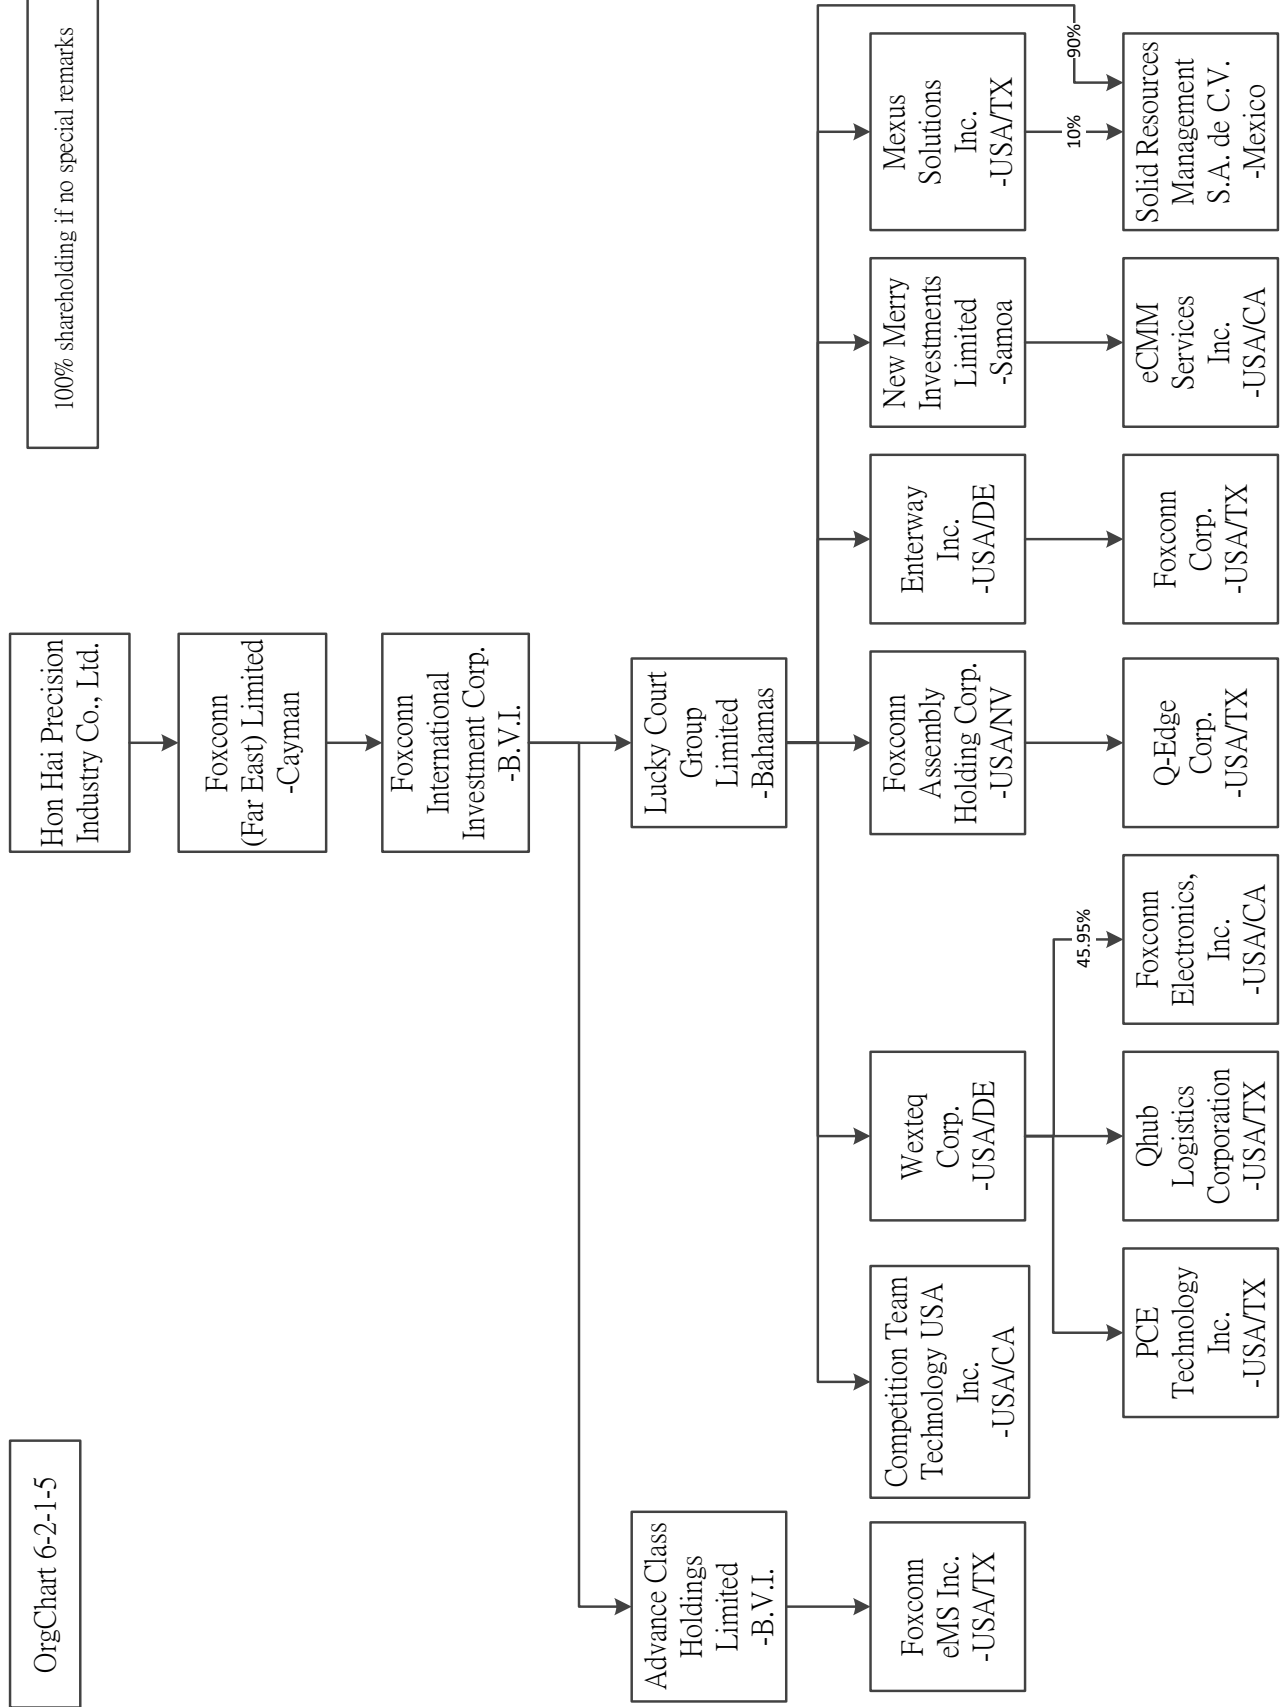 OrgChart 6-2-1-5
100% shareholding if no special remarks
Hon Hai Precision
Industry Co., Ltd.
Foxconn
(Far East) Limited
-Cayman
Foxconn
International
Investment Corp.
-B.V.I.
Advance Class
Holdings
Limited
-B.V.I.
Lucky Court
Group
Limited
-Bahamas
Foxconn
eMS Inc.
-USA/TX
Competition Team
Technology USA
Inc.
-USA/CA
Wexteq
Corp.
-USA/DE
Foxconn
Assembly
Holding Corp.
-USA/NV
Enterway
Inc.
-USA/DE
New Merry
Investments
Limited
-Samoa
Mexus
Solutions
Inc.
-USA/TX
45.95%
10%
90%
PCE
Technology
Inc.
-USA/TX
Qhub
Logistics
Corporation
-USA/TX
Foxconn
Electronics,
Inc.
-USA/CA
Q-Edge
Corp.
-USA/TX
Foxconn
Corp.
-USA/TX
eCMM
Services
Inc.
-USA/CA
Solid Resources
Management
S.A. de C.V.
-Mexico